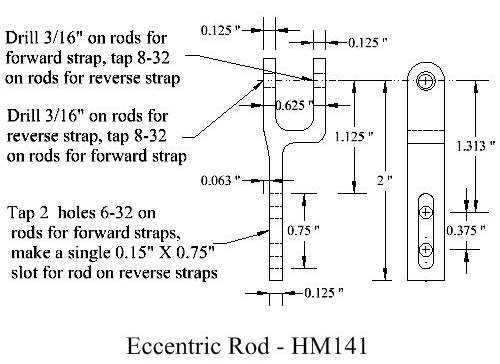 0.125 "
0.125 "
Drill 3/16" on rods for
forward strap, tap 8-32
on rods for reverse strap
0.625 "
Drill 3/16" on rods for
reverse strap, tap 8-32
on rods for forward strap
1.125 "
1.313 "
0.063 "
2 "
Tap 2 holes 6-32 on
rods for forward straps,
make a single 0.15" X 0.75"
slot for rod on reverse straps
0.75 "
0.375 "
0.125 "
Eccentric Rod - HM141